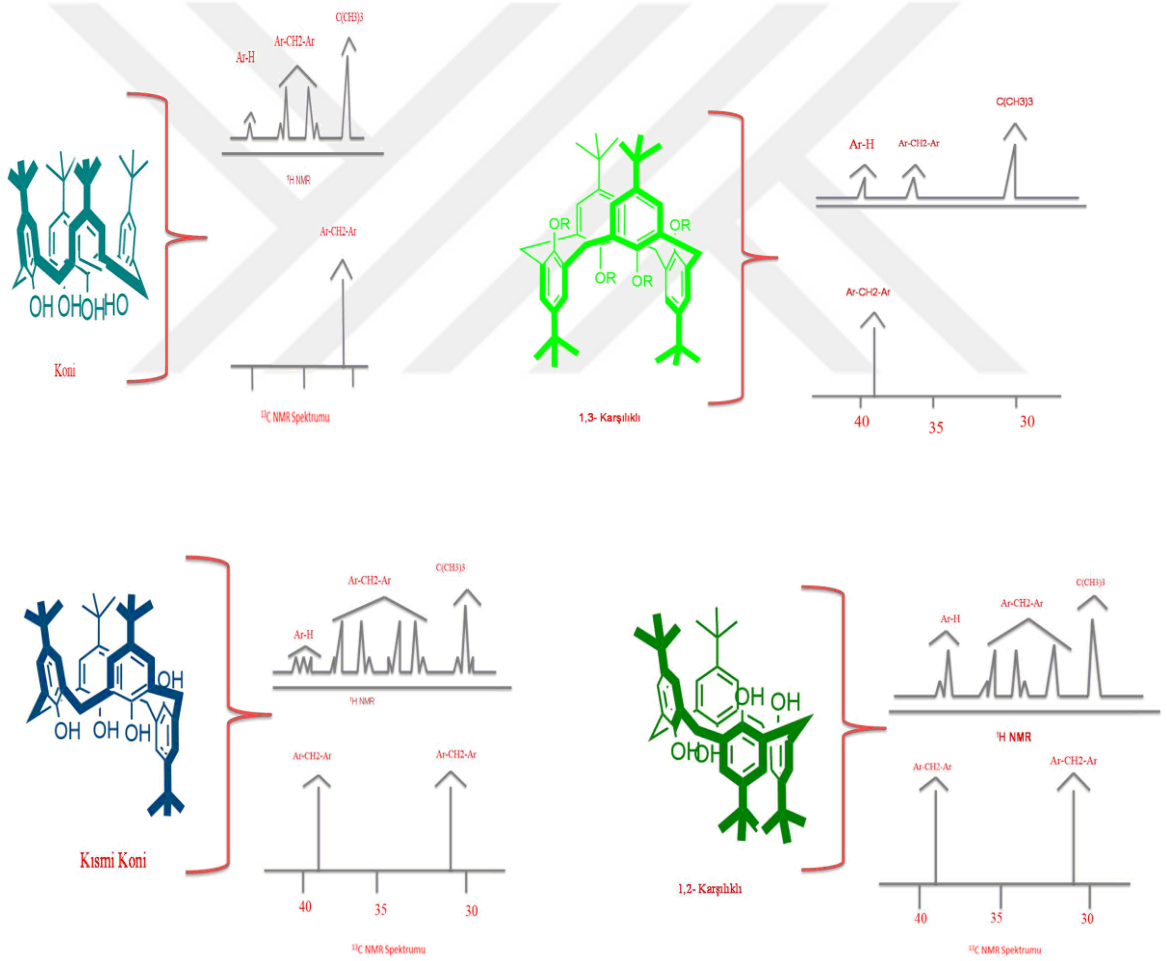 C(CH3)3
Ar-CH2-Ar
Ar-H
¹H NMR
Ar-CH2-Ar
OH OH OH HO
Koni
¹³C NMR Spektrumu
C(CH3)3
Ar-H
Ar-CH2-Ar
OR
OR
OR
OR
Ar-CH2-Ar
1,3- Karşılıklı
40
35
30
C(CH3)3
Ar-CH2-Ar
Ar-H
¹H NMR
OH
OH
OH
OH
Ar-CH2-Ar
Ar-CH2-Ar
Kısmi Koni
40
35
30
¹³C NMR Spektrumu
C(CH3)3
Ar-CH2-Ar
Ar-H
¹H NMR
OH
OH
OH
OH
Ar-CH2-Ar
Ar-CH2-Ar
1,2- Karşılıklı
40
35
30
¹³C NMR Spektrumu